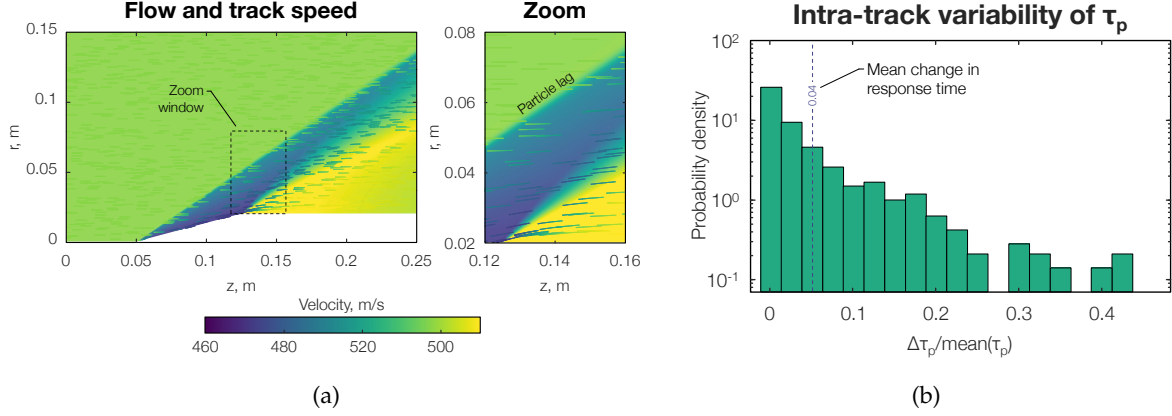 Flow and track speed
Zoom
0.15
0.1
0.05
0
r, m
Zoom
window
0
0.05
0.1
0.15
0.2
0.25
z, m
0.08
0.06
0.04
0.02
r, m
Particle lag
0.12
0.14
0.16
z, m
Velocity, m/s
460
480
520
500
(a)
Intra-track variability of τp
102
101
100
10-1
Probability density
0.04
Mean change in
response time
0
0.1
0.2
0.3
0.4
Δτp/mean(τp)
(b)